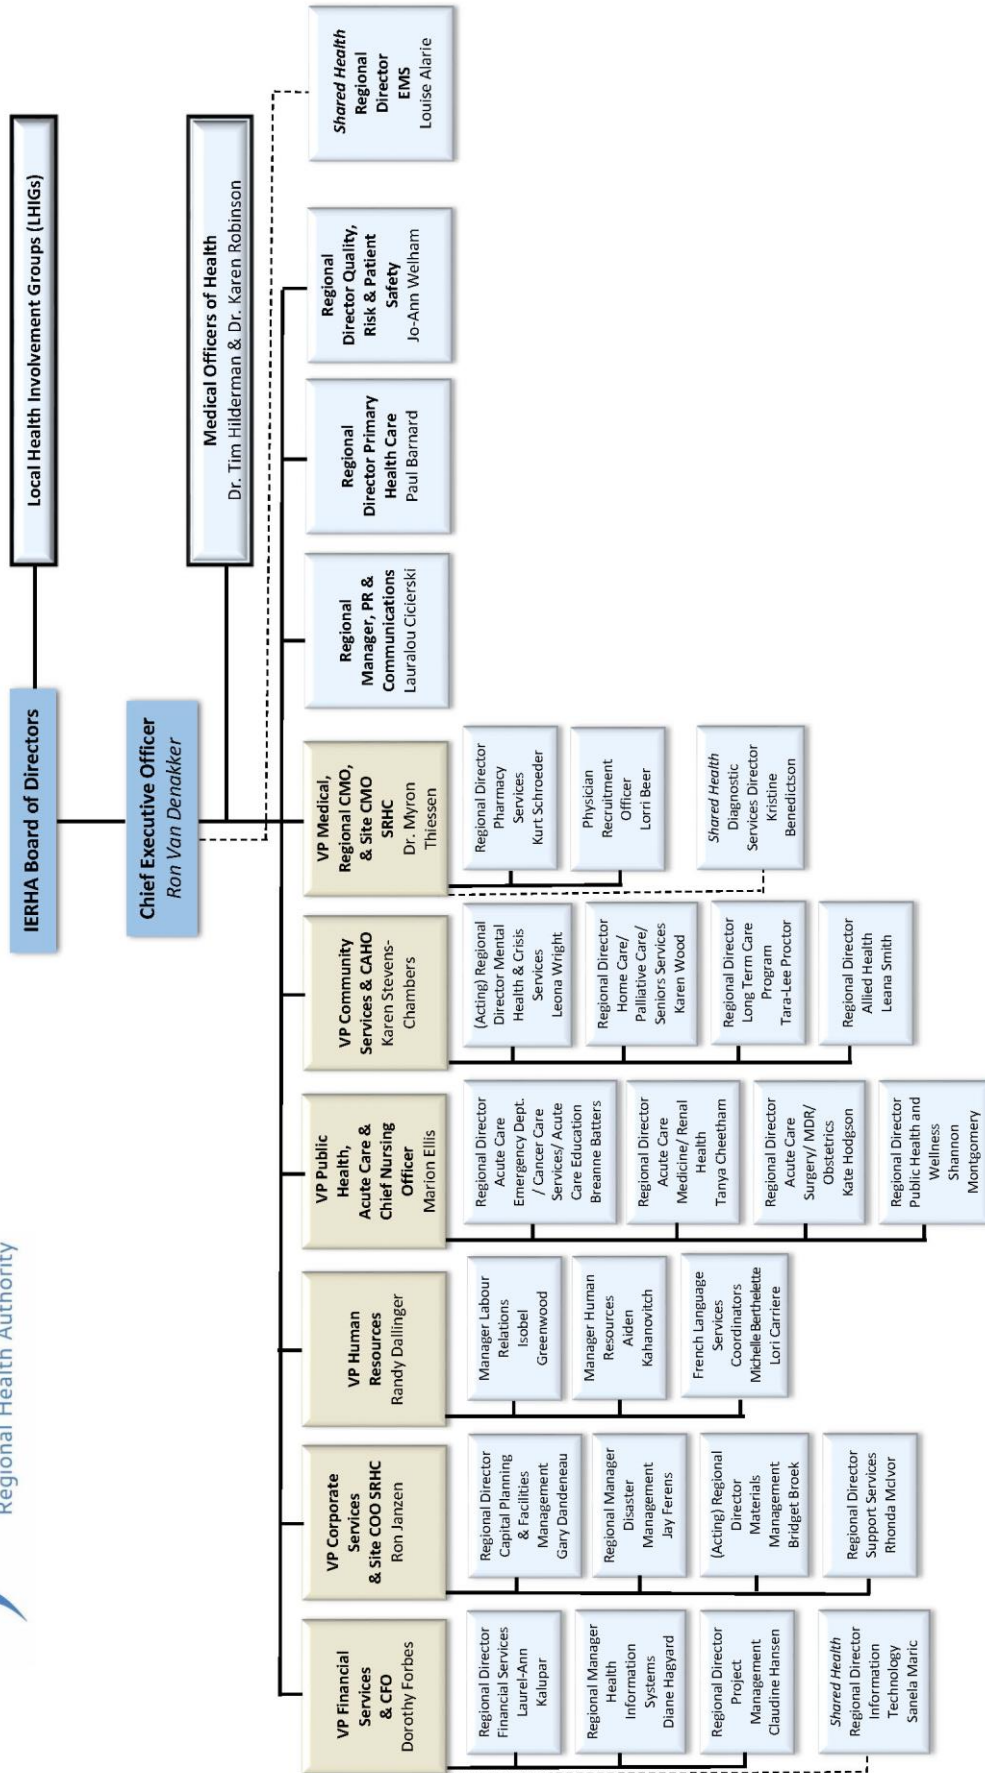 Regional Health Authority
IERHA Board of Directors
Local Health Involvement Groups (LHIGs)
Chief Executive Officer
Ron Van Denakker
Medical Officers of Health
Dr. Tim Hilderman & Dr. Karen Robinson
VP Financial
Services
& CFO
Dorothy Forbes
VP Corporate
Services
& Site COO SRHC
Ron Janzen
VP Human
Resources
Randy Dallinger
VP Public
Health,
Acute Care &
Chief Nursing
Officer
Marion Ellis
VP Community
Services & CAHO
Karen Stevens-
Chambers
VP Medical,
Regional CMO,
& Site CMO
SRHC
Dr. Myron
Thiessen
Regional
Manager, PR &
Communications
Lauralou Cicierski
Regional
Director Primary
Health Care
Paul Barnard
Regional
Director Quality,
Risk & Patient
Safety
Jo-Ann Welham
Shared Health
Regional
Director
EMS
Louise Alarie
Regional Director
Financial Services
Laurel-Ann
Kalupar
Regional Manager
Health
Information
Systems
Diane Hagyard
Regional Director
Project
Management
Claudine Hansen
Shared Health
Regional Director
Information
Technology
Sanela Maric
Regional Director
Capital Planning
& Facilities
Management
Gary Dandeneau
Regional Manager
Disaster
Management
Jay Ferens
(Acting) Regional
Director
Materials
Management
Bridget Broek
Regional Director
Support Services
Rhonda McIvor
Manager Labour
Relations
Isobel
Greenwood
Manager Human
Resources
Aiden
Kahanovitch
French Language
Services
Coordinators
Michelle Berthelette
Lori Carriere
Regional Director
Acute Care
Emergency Dept.
/ Cancer Care
Services/ Acute
Care Education
Breanne Batters
Regional Director
Acute Care
Medicine/ Renal
Health
Tanya Cheetham
Regional Director
Acute Care
Surgery/ MDR/
Obstetrics
Kate Hodgson
Regional Director
Public Health and
Wellness
Shannon
Montgomery
(Acting) Regional
Director Mental
Health & Crisis
Services
Leona Wright
Regional Director
Home Care/
Palliative Care/
Seniors Services
Karen Wood
Regional Director
Long Term Care
Program
Tara-Lee Proctor
Regional Director
Allied Health
Leana Smith
Regional Director
Pharmacy
Services
Kurt Schroeder
Physician
Recruitment
Officer
Lorri Beer
Shared Health
Diagnostic
Services Director
Kristine
Benedictson